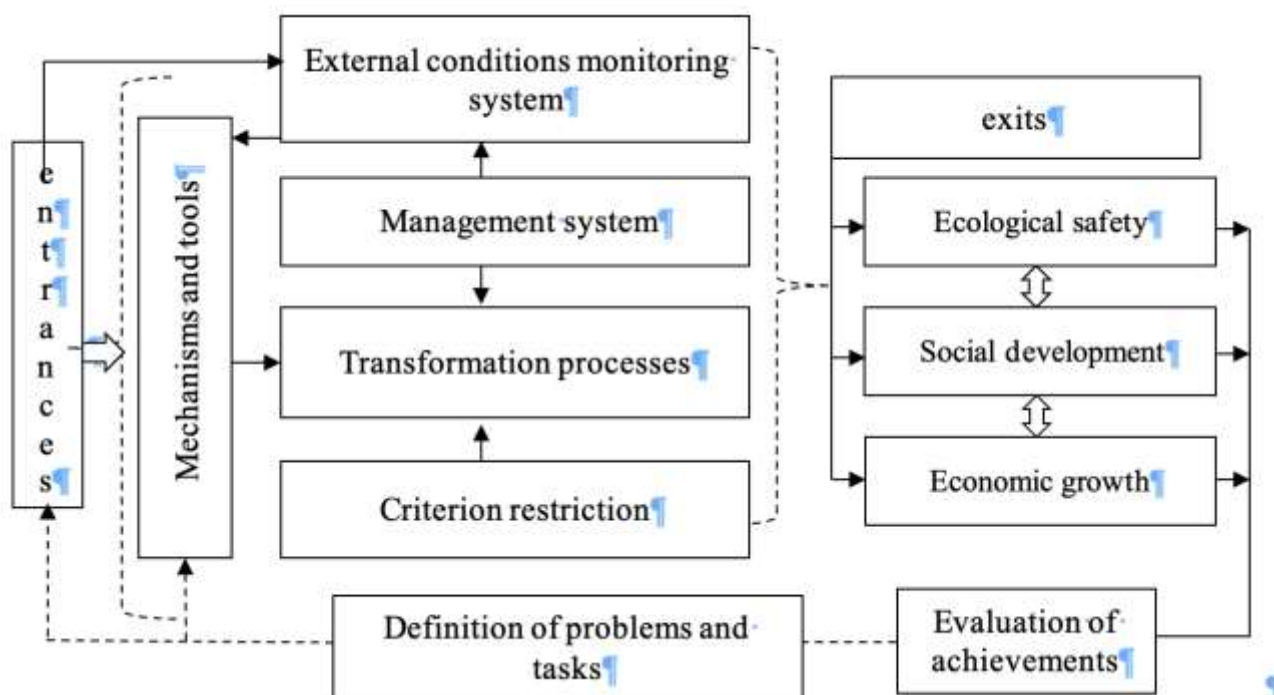 External conditions monitoring
system¶
exits¶
e
n¶
t¶
r¶
a
n
c
e
s¶
Mechanisms and tools¶
Management system¶
Ecological safety¶
Transformation processes¶
Social development¶
Criterion restriction¶
Economic growth¶
Definition of problems and
tasks¶
Evaluation of
achievements¶